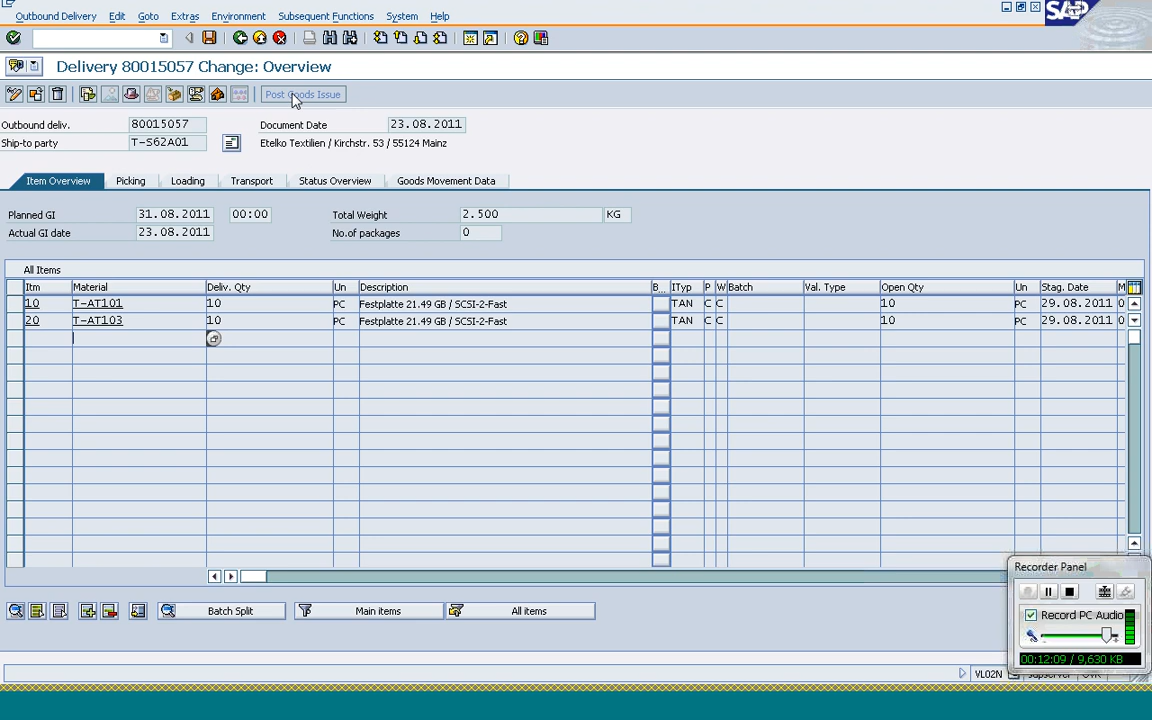 Outbound Delivery Edit Goto Extras Environment Subsequent Functions System Help
SAP
Delivery 80015057 Change: Overview
Post Goods Issue
Outbound deliv. 80015057 Document Date 23.08.2011
Ship-to party T-S62A01 Etelko Textilien / Kirchstr. 53 / 55124 Mainz
Item Overview Picking Loading Transport Status Overview Goods Movement Data
Planned GI 31.08.2011 00:00 Total Weight 2.500 KG
Actual GI date 23.08.2011 No.of packages 0
All Items
Itm Material Deliv. Qty Un Description B... ITyp P W Batch Val. Type Open Qty Un Stag. Date M
10 T-AT101 10 PC Festplatte 21.49 GB / SCSI-2-Fast TAN C C 10 PC 29.08.2011 0
20 T-AT103 10 PC Festplatte 21.49 GB / SCSI-2-Fast TAN C C 10 PC 29.08.2011 0
Recorder Panel
Record PC Audio
00:12:09 / 9,630 KB
Batch Split Main items All items
VL02N sapserver OVR